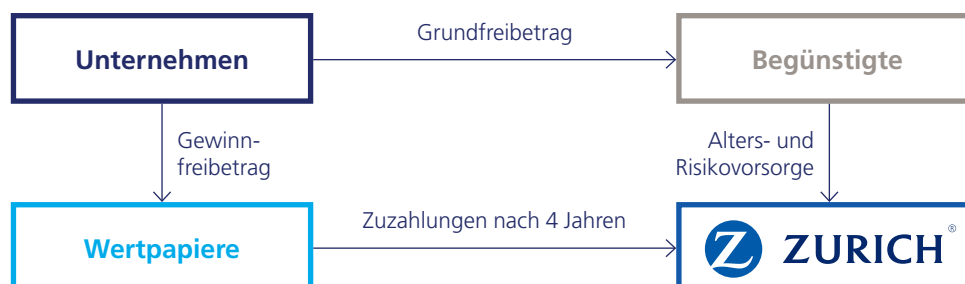 Grundfreibetrag
Unternehmen
Begünstigte
Gewinn-
freibetrag
Alters- und
Risikovorsorge
Zuzahlungen nach 4 Jahren
Wertpapiere
Z ZURICH®